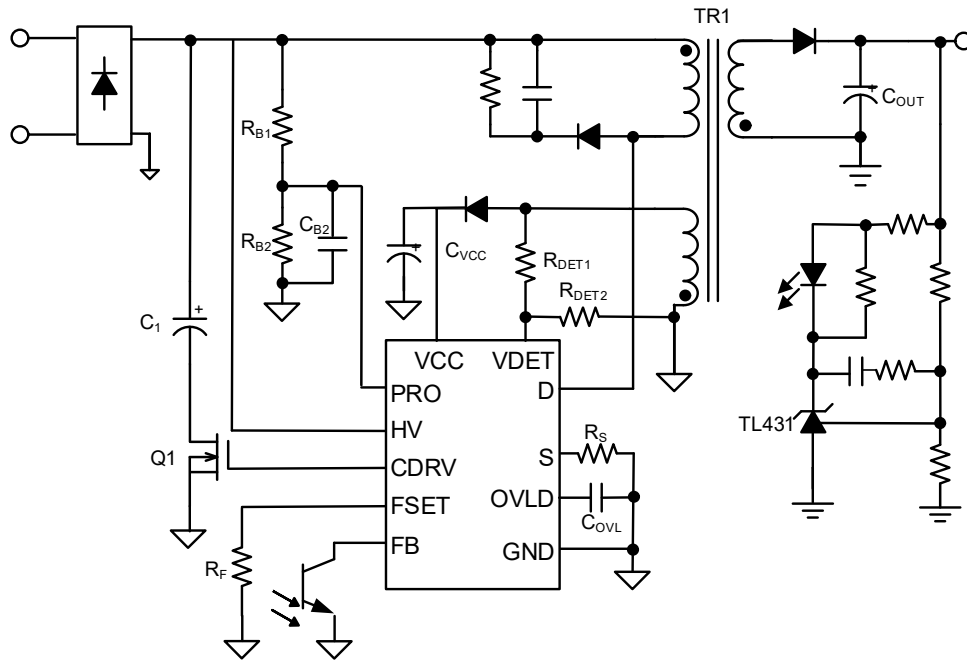 TR1
+
C_OUT
R_B1
R_B2
C_B2
+
C_VCC
R_DET1
R_DET2
+
C_1
VCC
VDET
PRO
D
HV
TL431
Q1
CDRV
S
R_S
FSET
OVLD
C_OVL
FB
GND
R_F